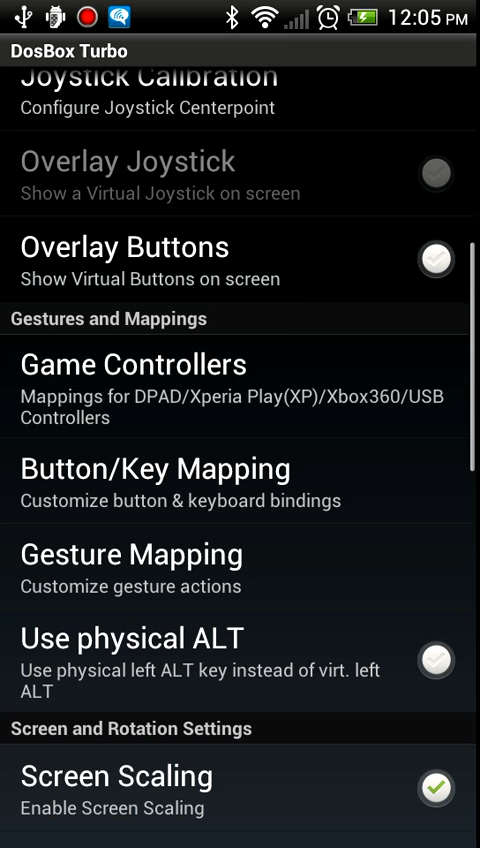 12:05 PM
DosBox Turbo
Joystick Calibration
Configure Joystick Centerpoint
Overlay Joystick
Show a Virtual Joystick on screen
Overlay Buttons
Show Virtual Buttons on screen
Gestures and Mappings
Game Controllers
Mappings for DPAD/Xperia Play(XP)/Xbox360/USB
Controllers
Button/Key Mapping
Customize button & keyboard bindings
Gesture Mapping
Customize gesture actions
Use physical ALT
Use physical left ALT key instead of virt. left
ALT
Screen and Rotation Settings
Screen Scaling
Enable Screen Scaling